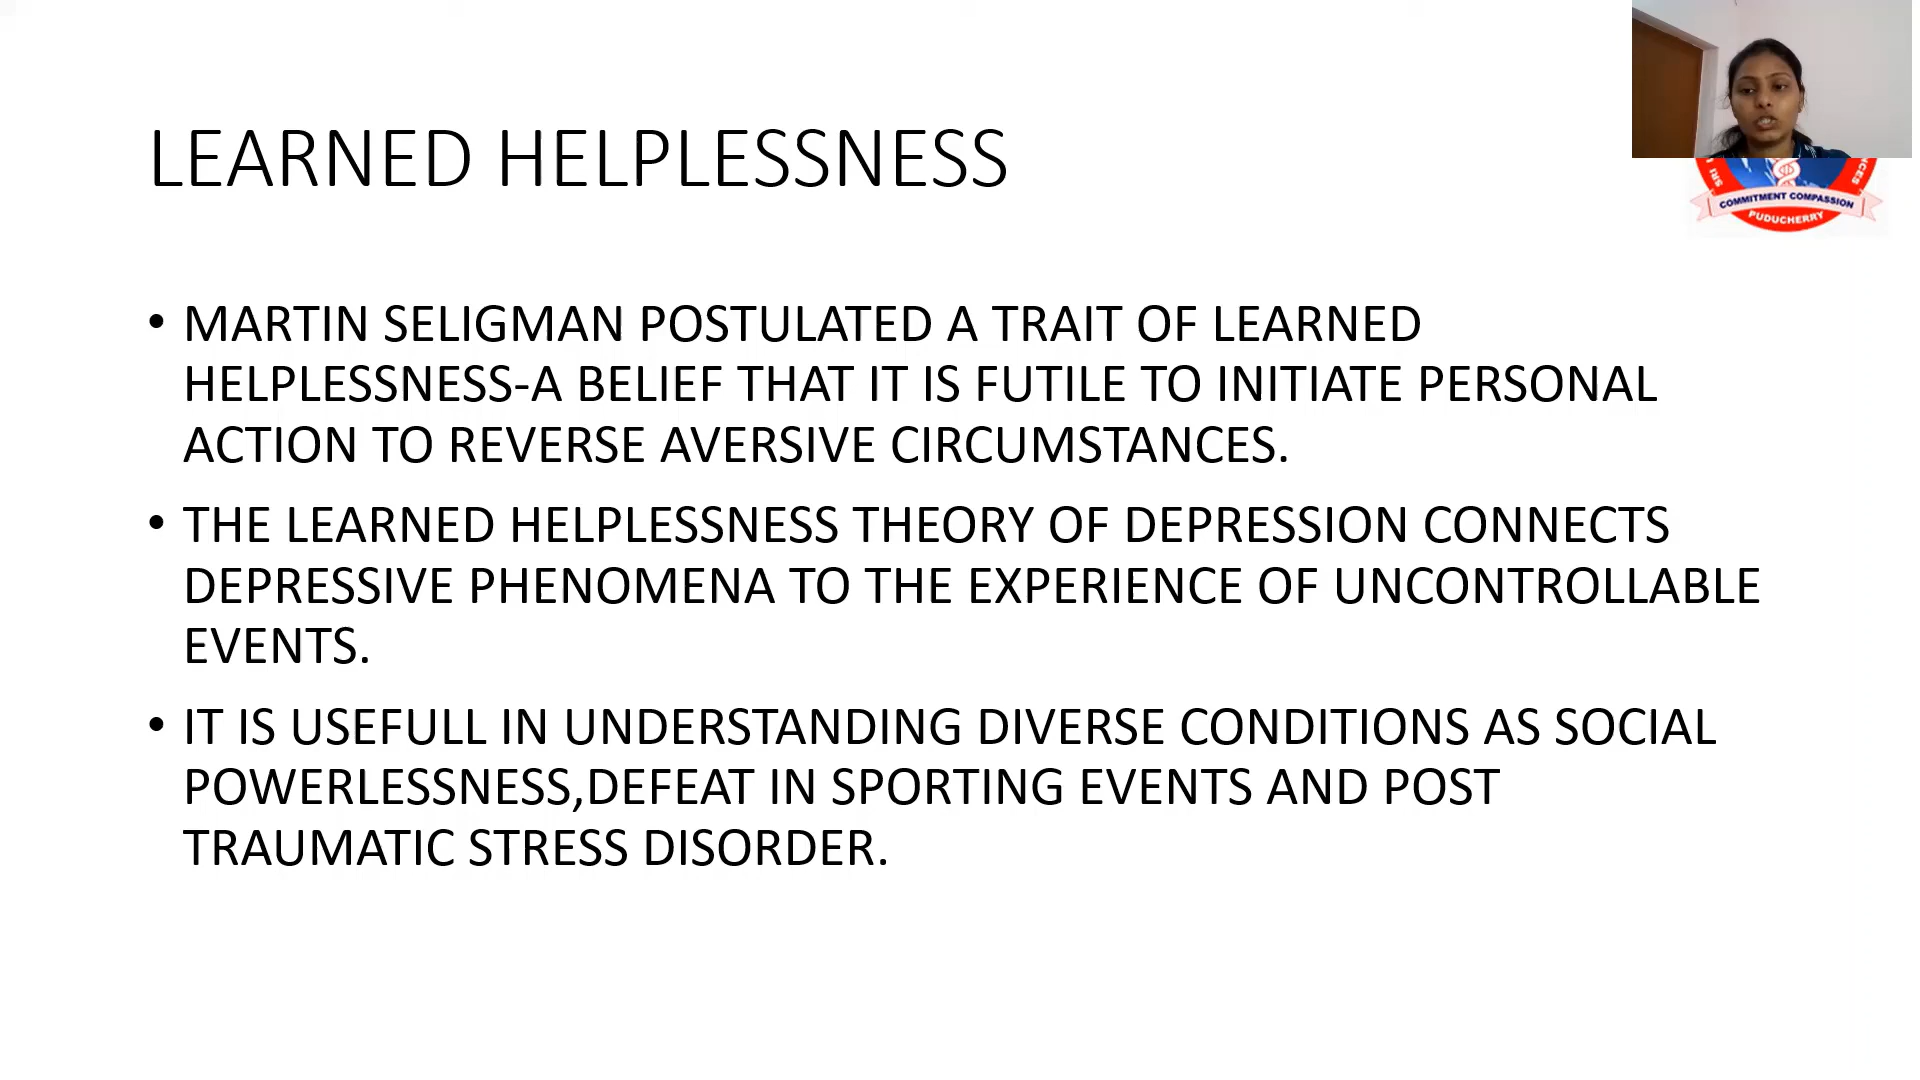 LEARNED HELPLESSNESS
SRI
NCES
COMMITMENT COMPASSION
PUDUCHERRY
• MARTIN SELIGMAN POSTULATED A TRAIT OF LEARNED
HELPLESSNESS-A BELIEF THAT IT IS FUTILE TO INITIATE PERSONAL
ACTION TO REVERSE AVERSIVE CIRCUMSTANCES.
• THE LEARNED HELPLESSNESS THEORY OF DEPRESSION CONNECTS
DEPRESSIVE PHENOMENA TO THE EXPERIENCE OF UNCONTROLLABLE
EVENTS.
• IT IS USEFULL IN UNDERSTANDING DIVERSE CONDITIONS AS SOCIAL
POWERLESSNESS,DEFEAT IN SPORTING EVENTS AND POST
TRAUMATIC STRESS DISORDER.